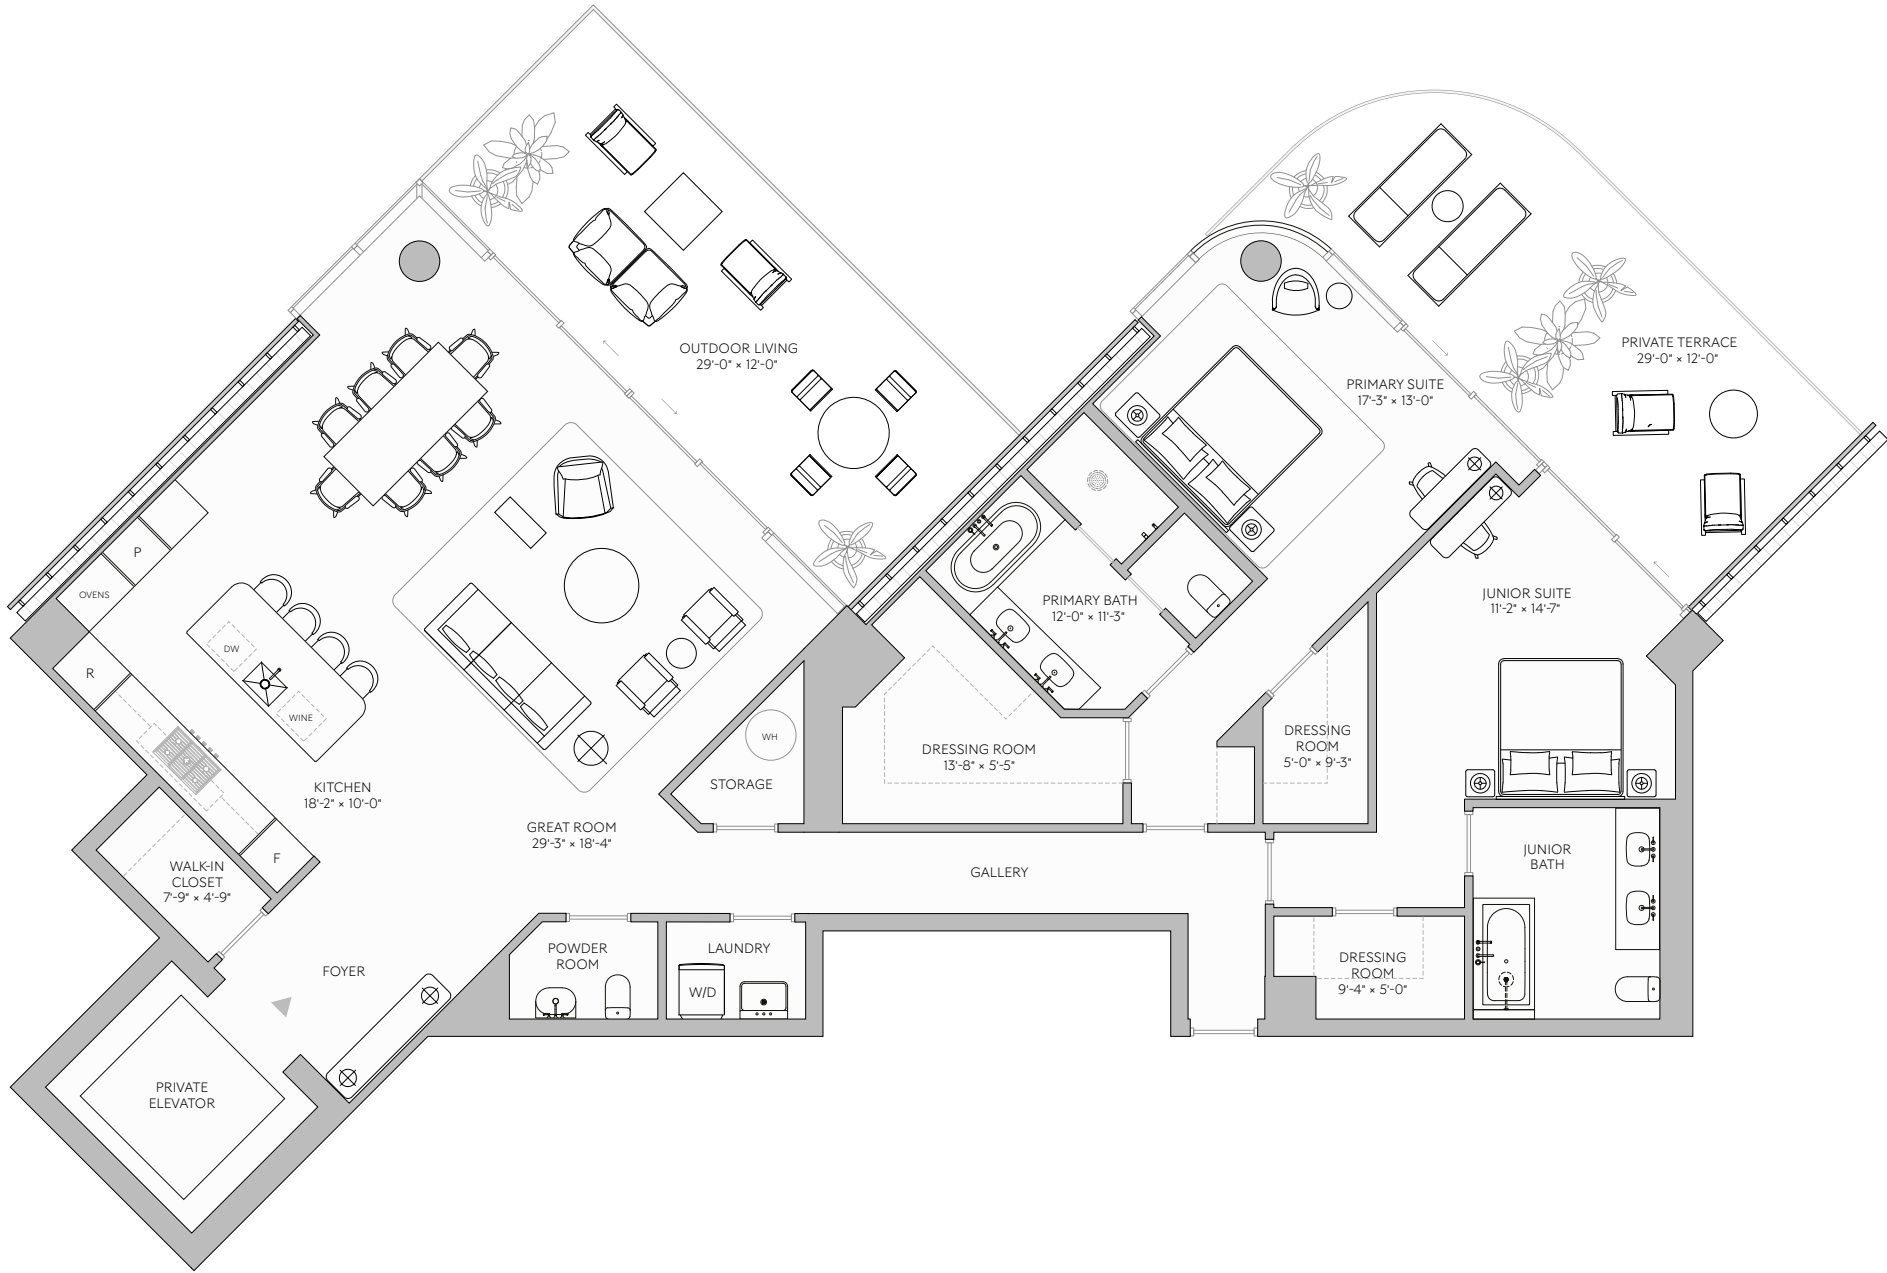 OUTDOOR LIVING
29'-0" × 12'-0"
PRIVATE TERRACE
29'-0" × 12'-0"
PRIMARY SUITE
17'-3" × 13'-0"
P
OVENS
JUNIOR SUITE
11'-2" × 14'-7"
PRIMARY BATH
12'-0" × 11'-3"
DW
R
WINE
WH
DRESSING ROOM
13'-8" × 5'-5"
DRESSING
ROOM
5'-0" × 9'-3"
STORAGE
KITCHEN
18'-2" × 10'-0"
GREAT ROOM
29'-3" × 18'-4"
F
WALK-IN
CLOSET
7'-9" × 4'-9"
GALLERY
JUNIOR
BATH
POWDER
ROOM
LAUNDRY
W/D
FOYER
DRESSING
ROOM
9'-4" × 5'-0"
PRIVATE
ELEVATOR